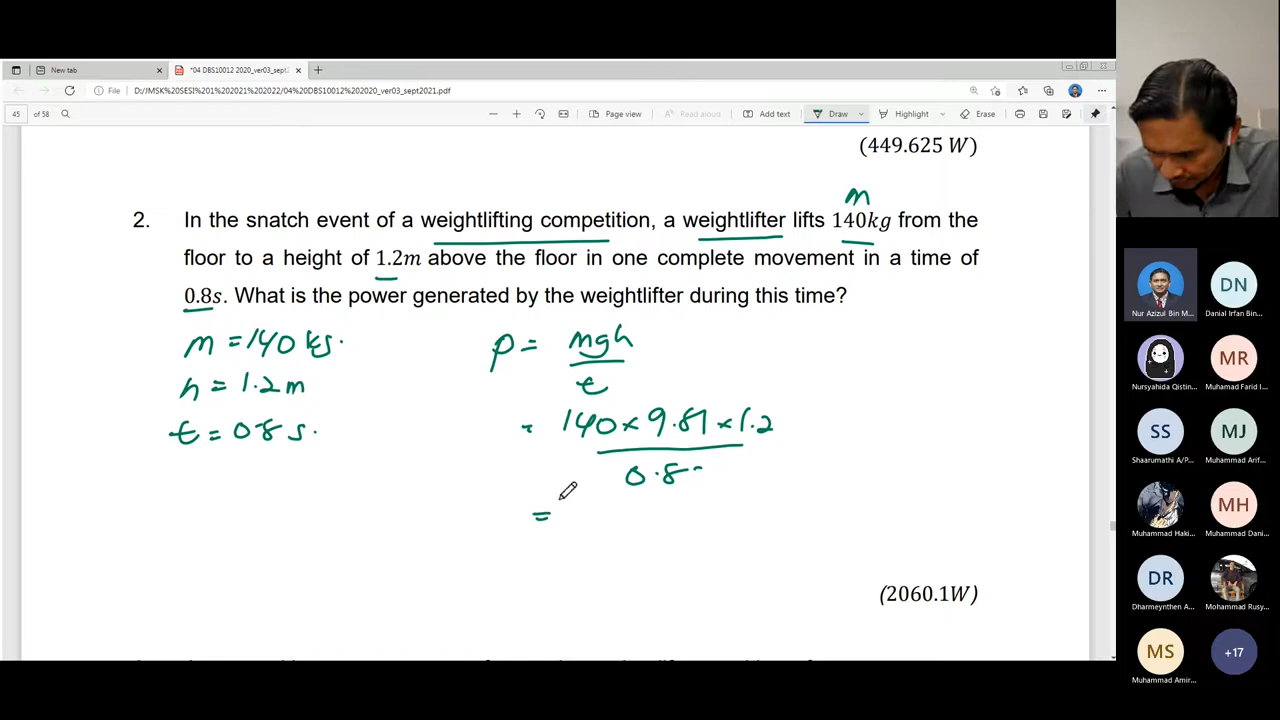 New tab
*04 DBS10012 2020_ver03_sept2021.
File
D:/JMSK%20SESI%201%202021%202022/04%20DBS10012%202020_ver03_sept2021.pdf
45 of 58
Page view
Read aloud
Add text
Draw
Highlight
Erase
(449.625 W)
m
2. In the snatch event of a weightlifting competition, a weightlifter lifts 140kg from the
floor to a height of 1.2m above the floor in one complete movement in a time of
0.8s. What is the power generated by the weightlifter during this time?
m = 140 kg.
h = 1.2 m
t = 0.8 s.
P = mgh
t
= 140 x 9.81 x 1.2
0.8
=
(2060.1W)
Nur Azizul Bin M...
DN
Danial Irfan Bin...
Nursyahida Qistin...
MR
Muhamad Farid I...
SS
Shaarumathi A/P...
MJ
Muhammad Arif...
Muhammad Haki...
MH
Muhammad Dani...
DR
Dharmeynthen A...
Mohammad Rusy...
MS
Muhammad Amir...
+17